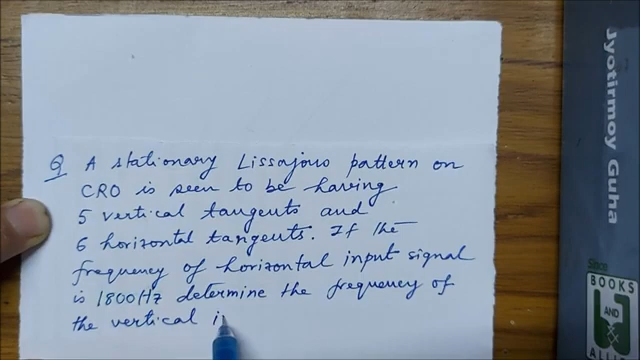 Q A stationary Lissajous pattern on
CRO is seen to be having
5 vertical tangents and
6 horizontal tangents. If the
frequency of horizontal input signal
is 1800Hz determine the frequency of
the vertical i
Jyotirmoy Guha
BOOKS
AND
ALLIED